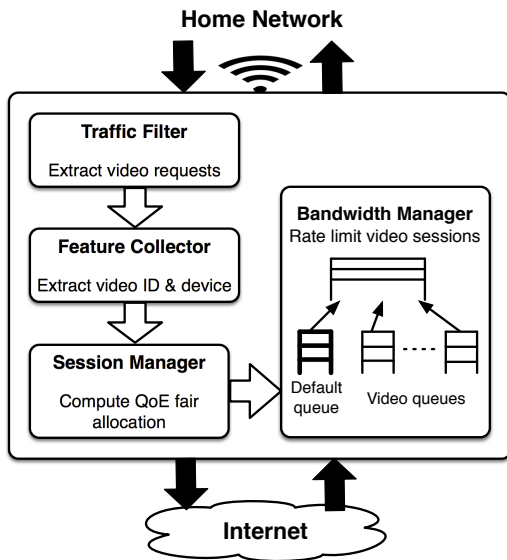 Home Network
Traffic Filter
Extract video requests
Feature Collector
Extract video ID & device
Session Manager
Compute QoE fair
allocation
Bandwidth Manager
Rate limit video sessions
Default
queue
Video queues
Internet